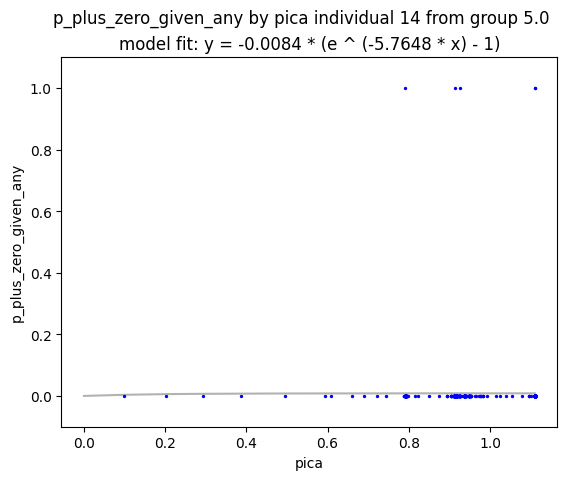 p_plus_zero_given_any by pica individual 14 from group 5.0
model fit: y = -0.0084 * (e ^ (-5.7648 * x) - 1)
1.0
0.8
0.6
0.4
0.2
0.0
p_plus_zero_given_any
0.0 0.2 0.4 0.6 0.8 1.0
pica